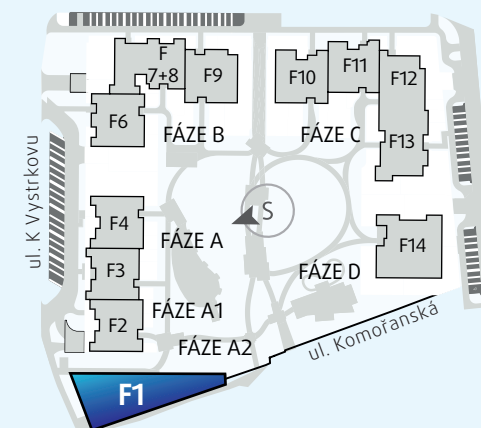 F
7+8
F9
F10
F11
F12
F6
FÁZE B
FÁZE C
F13
ul. K Vystrkovu
S
F4
FÁZE A
F14
F3
FÁZE D
FÁZE A1
F2
FÁZE A2
ul. Komořanská
F1